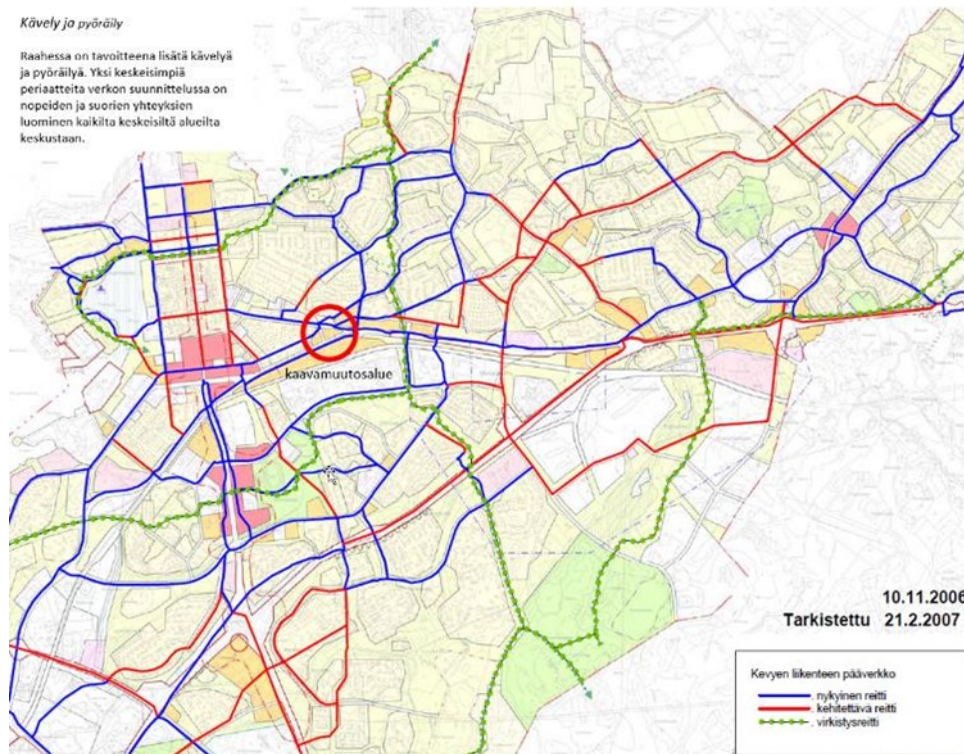 Kävely ja pyöräily
Raahessa on tavoitteena lisätä kävelyä
ja pyöräilyä. Yksi keskeisimpiä
periaatteita verkon suunnittelussa on
nopeiden ja suorien yhteyksien
luominen kaikilta keskeisiltä alueilta
keskustaan.
kaavamuutosalue
10.11.2006
Tarkistettu 21.2.2007
Kevyen liikenteen pääverkko
nykyinen reitti
kehitettävä reitti
virkistysreitti